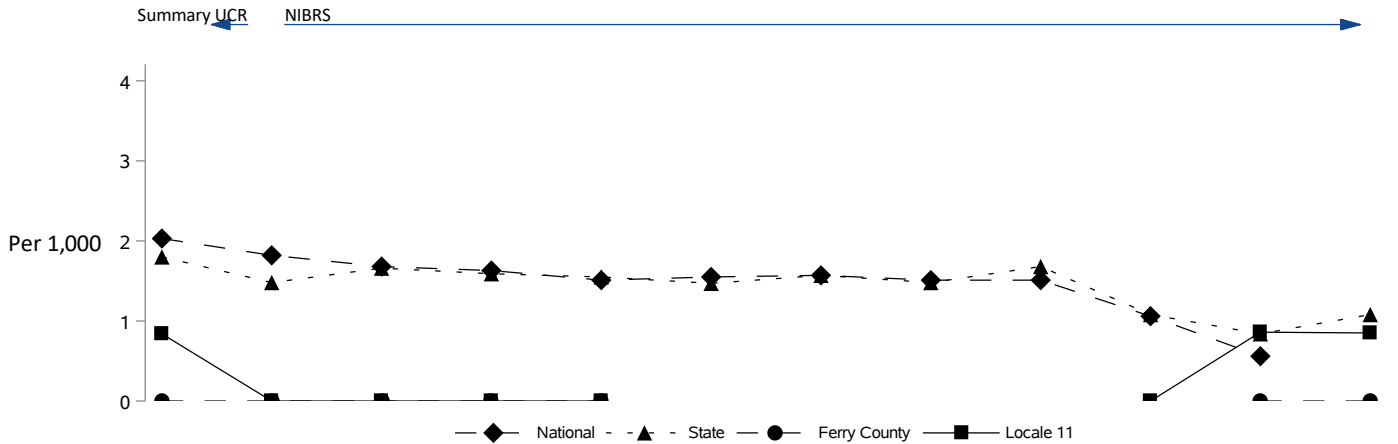 Summary UCR NIBRS
4
3
Per 1,000 2
1
0
National State Ferry County Locale 11